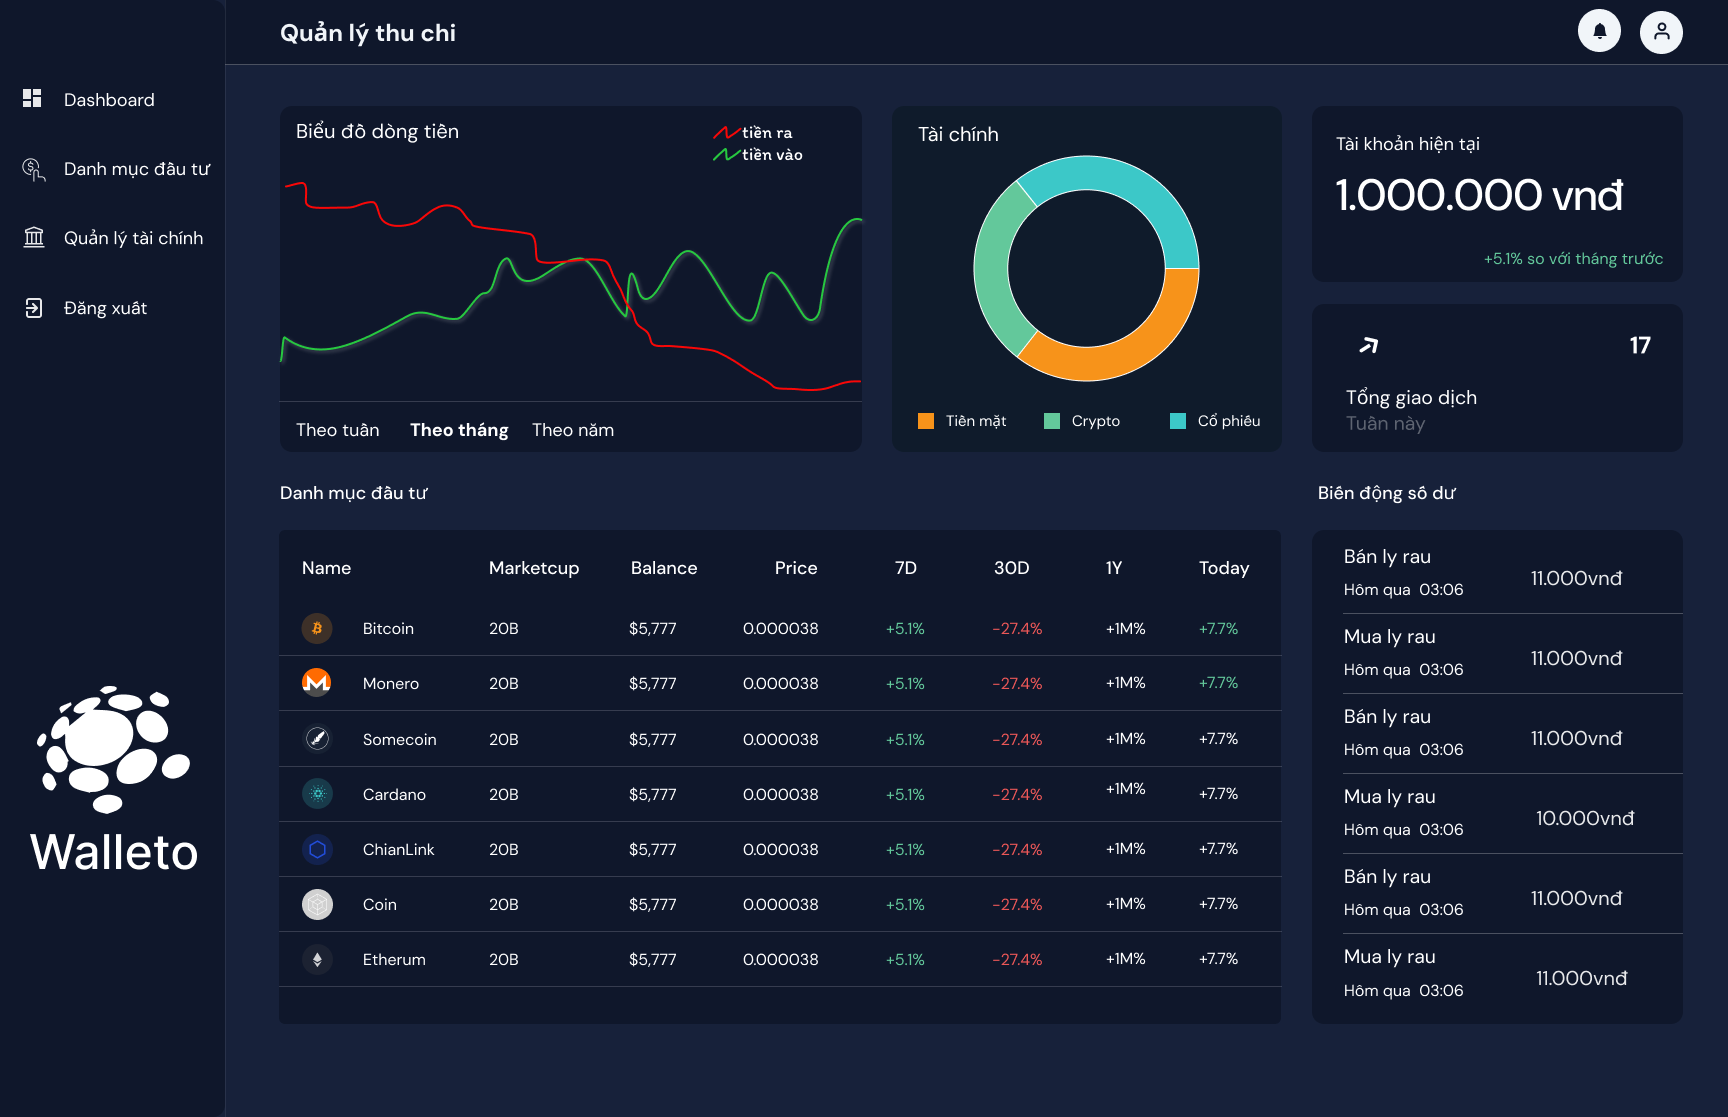 Quản lý thu chi
Dashboard
Danh mục đầu tư
Quản lý tài chính
Đăng xuất
Walleto
Biểu đồ dòng tiền
tiền ra
tiền vào
Theo tuần Theo tháng Theo năm
Tài chính
Tiền mặt Crypto Cổ phiếu
Tài khoản hiện tại
1.000.000 vnđ
+5.1% so với tháng trước
17
Tổng giao dịch
Tuần này
Danh mục đầu tư
Name Marketcup Balance Price 7D 30D 1Y Today
Bitcoin 20B $5,777 0.000038 +5.1% -27.4% +1M% +7.7%
Monero 20B $5,777 0.000038 +5.1% -27.4% +1M% +7.7%
Somecoin 20B $5,777 0.000038 +5.1% -27.4% +1M% +7.7%
Cardano 20B $5,777 0.000038 +5.1% -27.4% +1M% +7.7%
ChianLink 20B $5,777 0.000038 +5.1% -27.4% +1M% +7.7%
Coin 20B $5,777 0.000038 +5.1% -27.4% +1M% +7.7%
Etherum 20B $5,777 0.000038 +5.1% -27.4% +1M% +7.7%
Biến động số dư
Bán ly rau
Hôm qua 03:06
11.000vnđ
Mua ly rau
Hôm qua 03:06
11.000vnđ
Bán ly rau
Hôm qua 03:06
11.000vnđ
Mua ly rau
Hôm qua 03:06
10.000vnđ
Bán ly rau
Hôm qua 03:06
11.000vnđ
Mua ly rau
Hôm qua 03:06
11.000vnđ